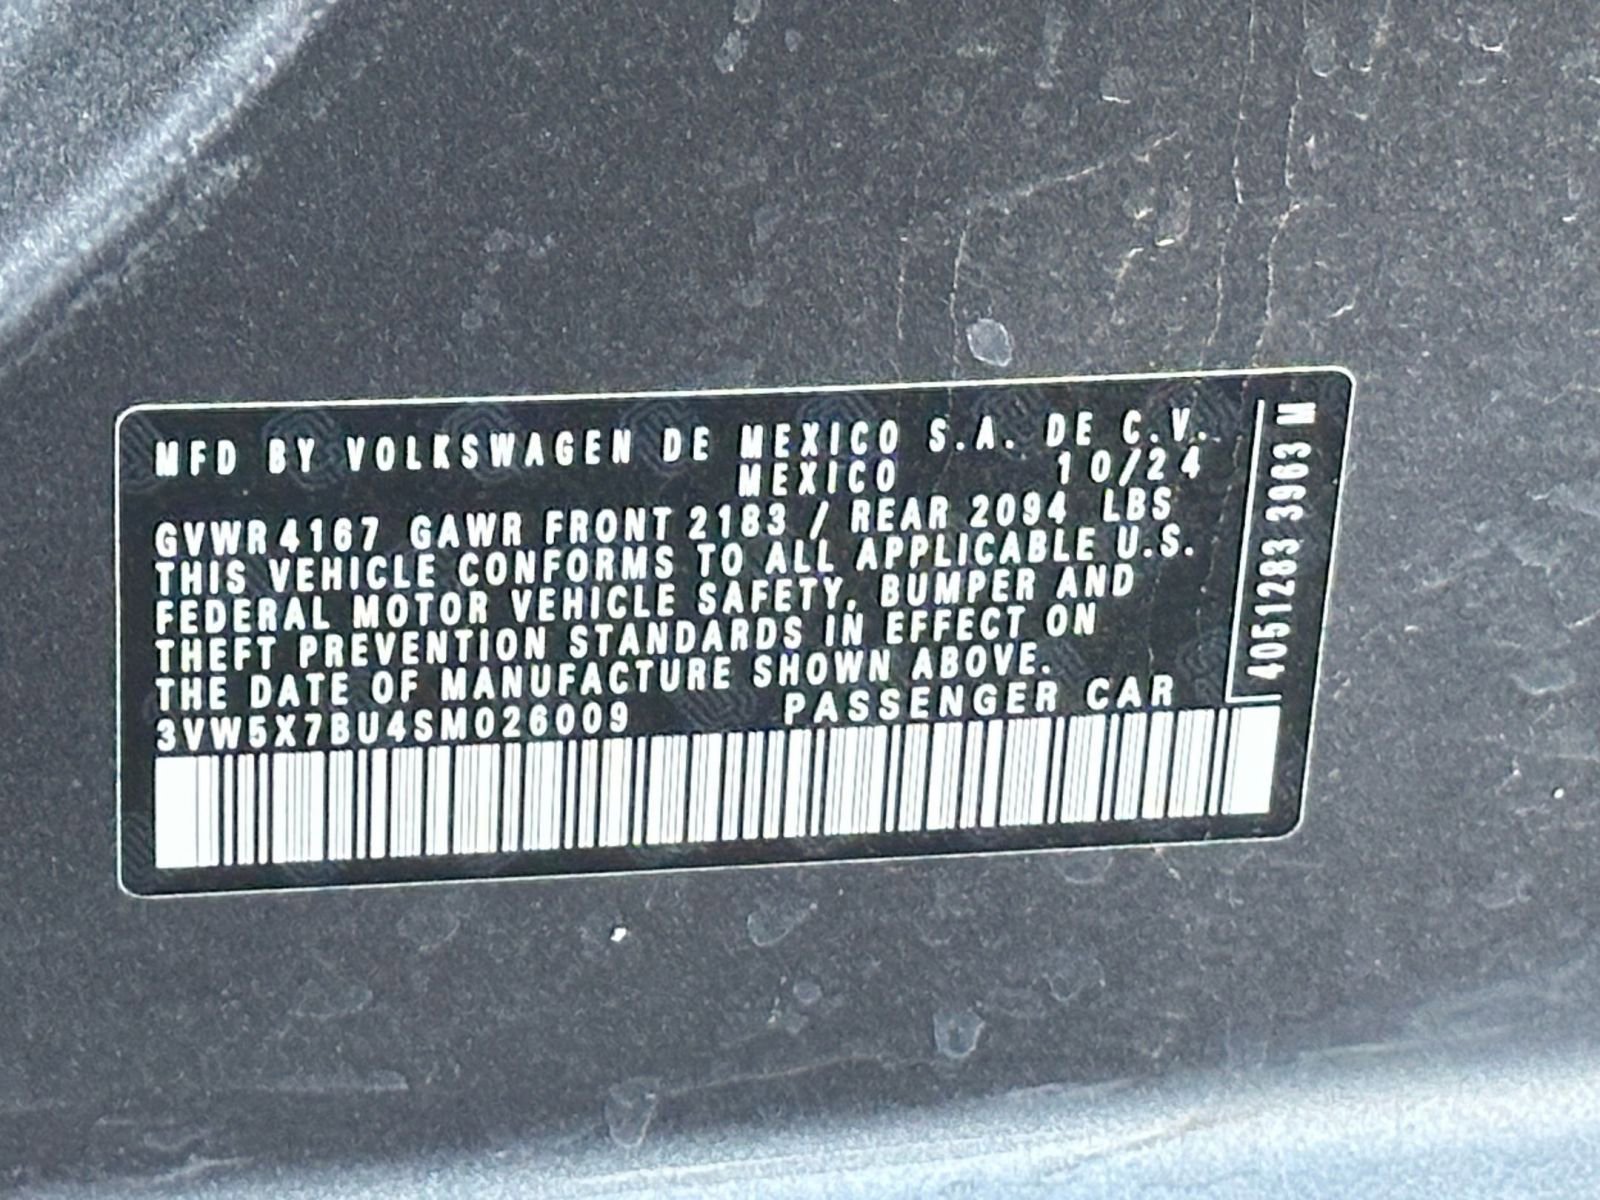 MFD BY VOLKSWAGEN DE MEXICO S.A. DE C.V.
MEXICO 10/24
GVWR 4167 GAWR FRONT 2183 / REAR 2094 LBS
THIS VEHICLE CONFORMS TO ALL APPLICABLE U.S.
FEDERAL MOTOR VEHICLE SAFETY, BUMPER AND
THEFT PREVENTION STANDARDS IN EFFECT ON
THE DATE OF MANUFACTURE SHOWN ABOVE.
3VW5X7BU4SM026009 PASSENGER CAR
4051283 3963 M